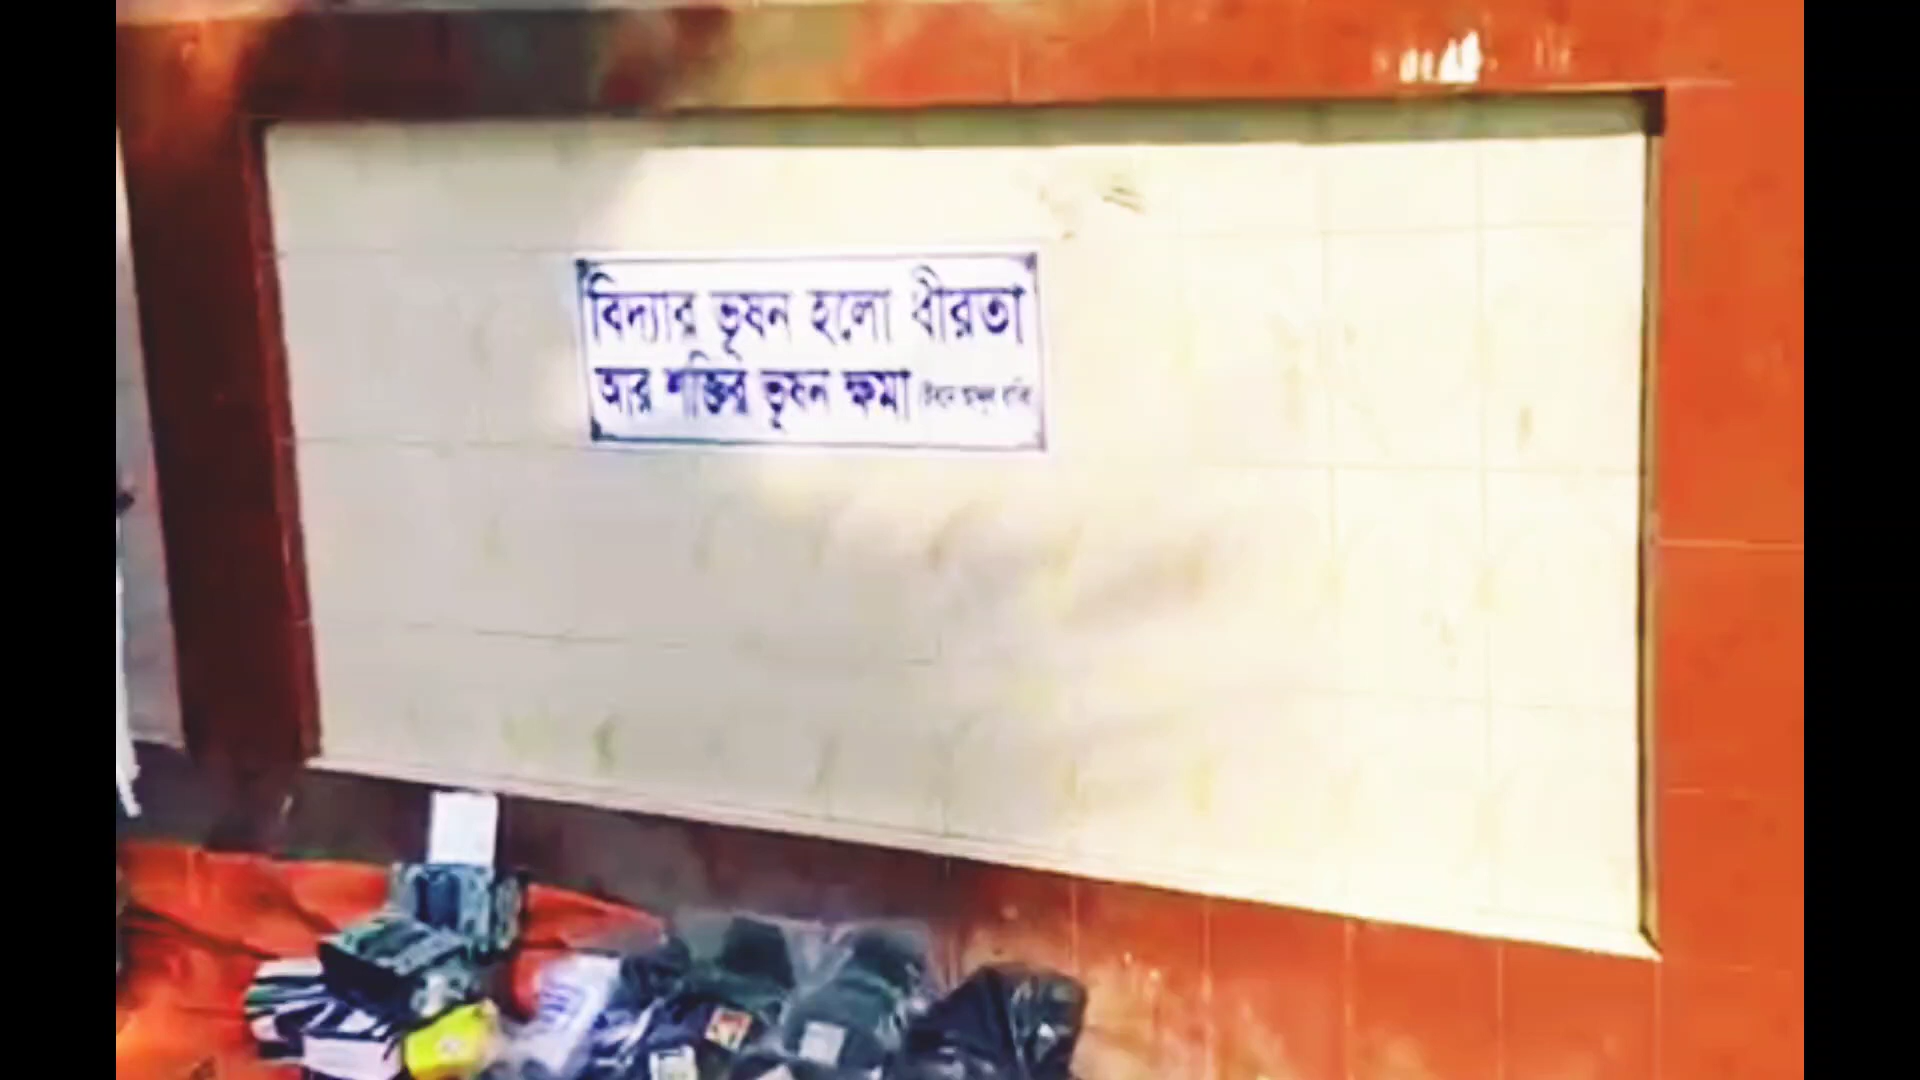 বিদ্যার ভূষন হলো ধীরতা
আর শক্তির ভূষন ক্ষমা